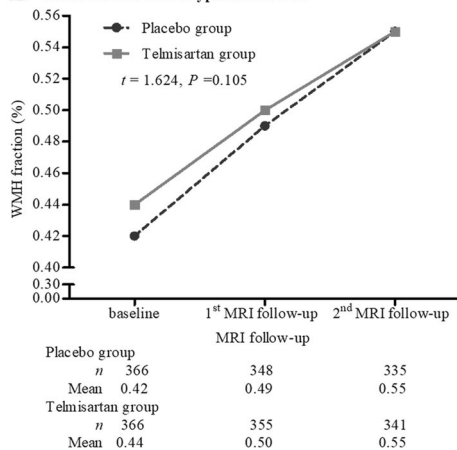 0.56
Placebo group
Telmisartan group
t = 1.624, P =0.105
0.54
0.52
0.50
0.48
0.46
0.44
0.42
0.40
0.30
0.00
WMH fraction (%)
baseline 1st MRI follow-up 2nd MRI follow-up
MRI follow-up
Placebo group
n 366 348 335
Mean 0.42 0.49 0.55
Telmisartan group
n 366 355 341
Mean 0.44 0.50 0.55